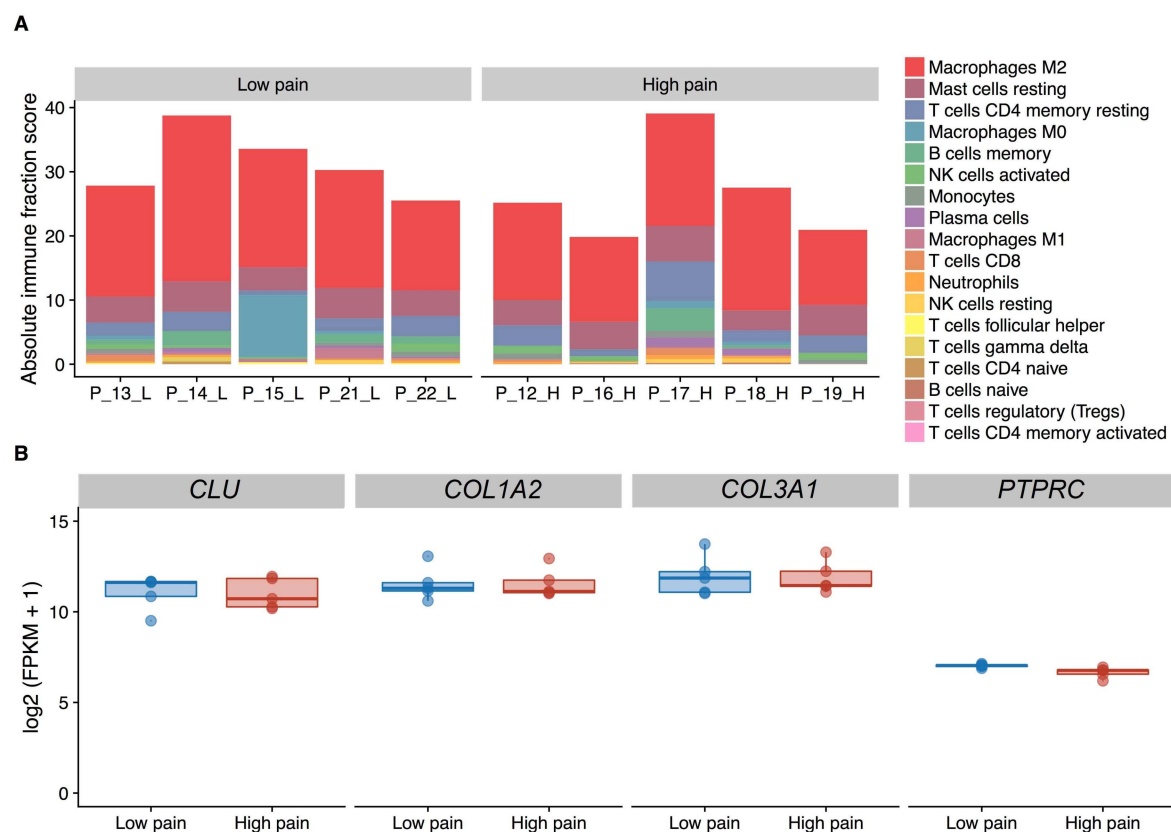 A
Low pain
High pain
Absolute immune fraction score
40
30
20
10
0
P_13_L P_14_L P_15_L P_21_L P_22_L
P_12_H P_16_H P_17_H P_18_H P_19_H
Macrophages M2
Mast cells resting
T cells CD4 memory resting
Macrophages M0
B cells memory
NK cells activated
Monocytes
Plasma cells
Macrophages M1
T cells CD8
Neutrophils
NK cells resting
T cells follicular helper
T cells gamma delta
T cells CD4 naive
B cells naive
T cells regulatory (Tregs)
T cells CD4 memory activated
B
CLU
COL1A2
COL3A1
PTPRC
log2 (FPKM + 1)
15
10
5
0
Low pain High pain
Low pain High pain
Low pain High pain
Low pain High pain